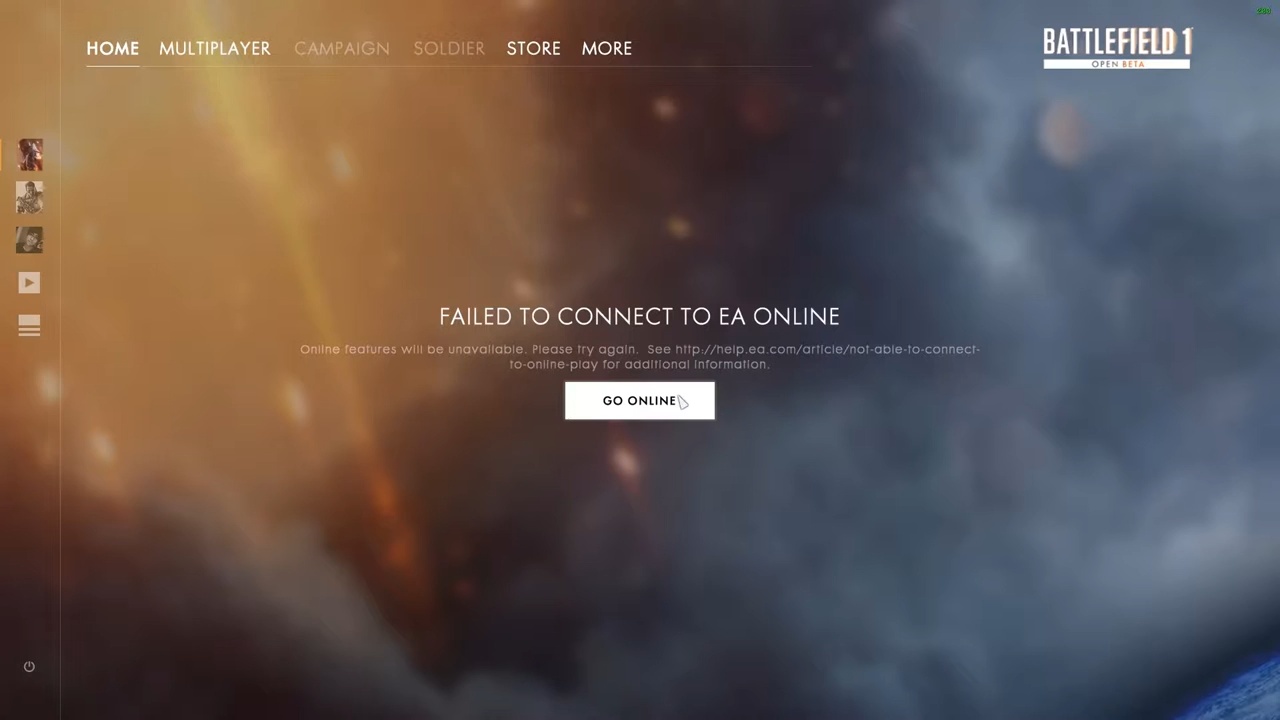 HOME MULTIPLAYER CAMPAIGN SOLDIER STORE MORE
BATTLEFIELD 1
OPEN BETA
FAILED TO CONNECT TO EA ONLINE
Online features will be unavailable. Please try again.  See http://help.ea.com/article/not-able-to-connect-
to-online-play for additional information.
GO ONLINE